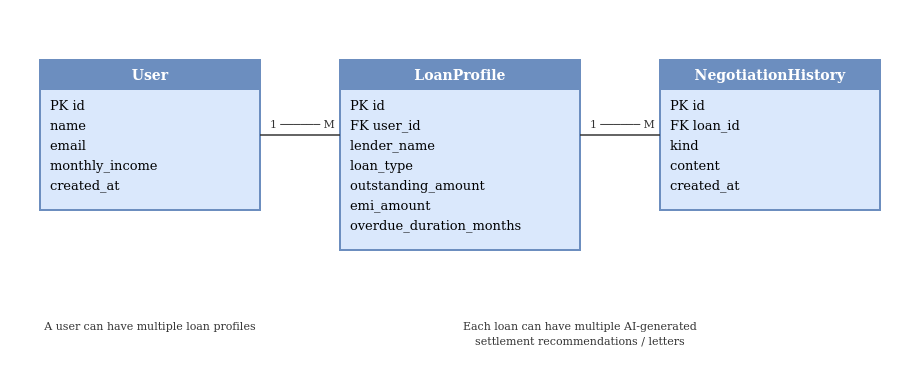 User
PK id
name
email
monthly_income
created_at
1 ────── M
LoanProfile
PK id
FK user_id
lender_name
loan_type
outstanding_amount
emi_amount
overdue_duration_months
1 ────── M
NegotiationHistory
PK id
FK loan_id
kind
content
created_at
A user can have multiple loan profiles
Each loan can have multiple AI-generated
settlement recommendations / letters